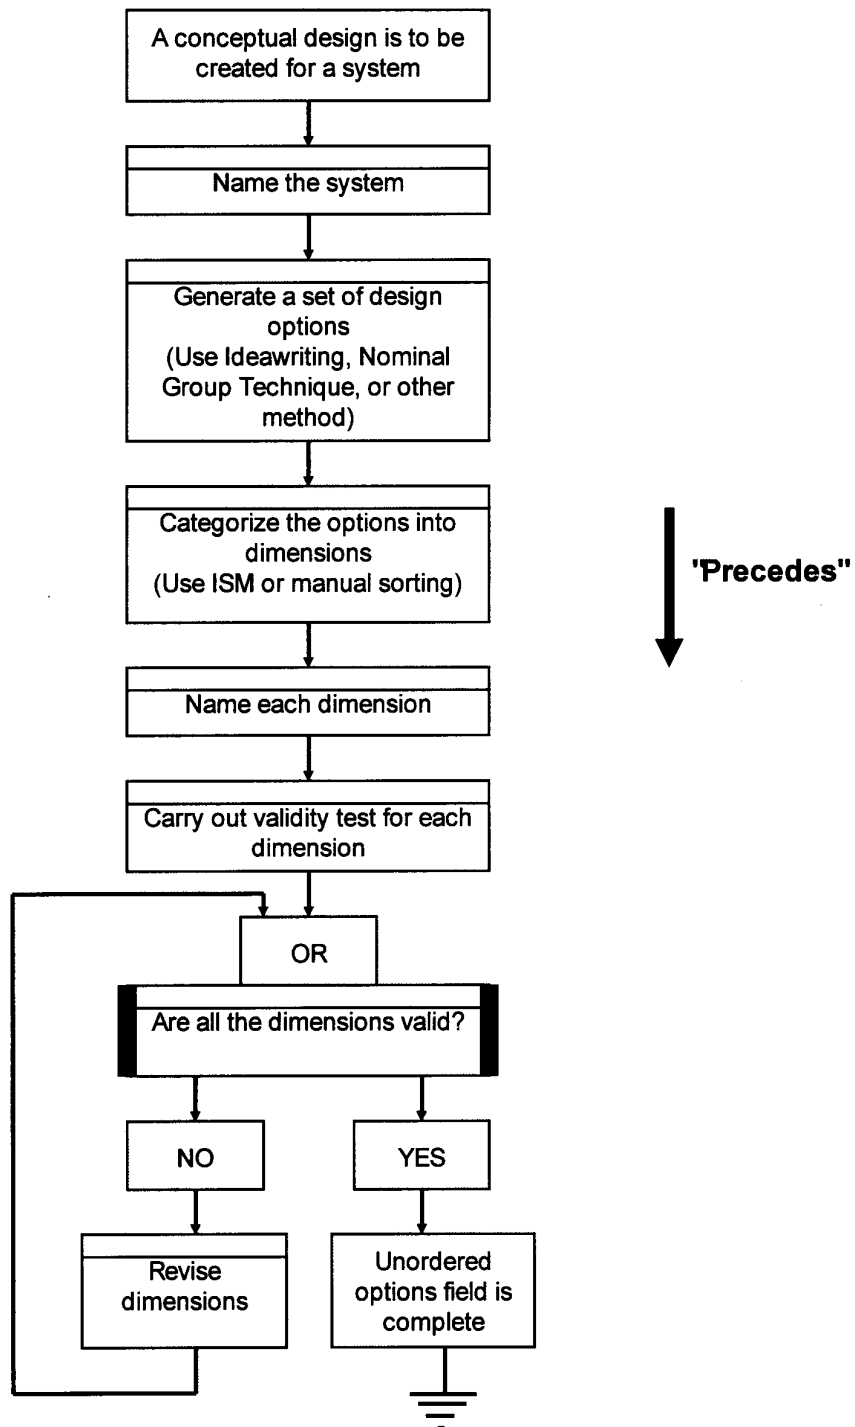 A conceptual design is to be
created for a system
Name the system
Generate a set of design
options
(Use Ideawriting, Nominal
Group Technique, or other
method)
Categorize the options into
dimensions
(Use ISM or manual sorting)
"Precedes"
Name each dimension
Carry out validity test for each
dimension
OR
Are all the dimensions valid?
NO
YES
Revise
dimensions
Unordered
options field is
complete